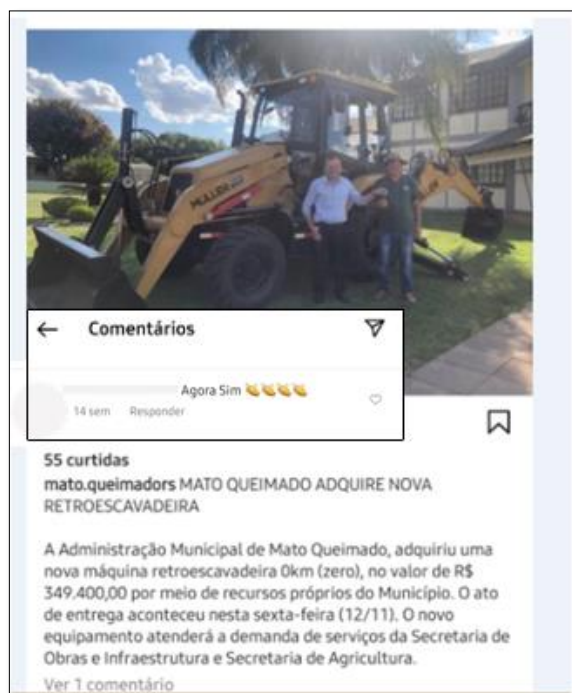 MULLER
Comentários
Agora Sim 👏👏👏👏
14 sem Responder
55 curtidas
mato.queimadors MATO QUEIMADO ADQUIRE NOVA
RETROESCAVADEIRA
A Administração Municipal de Mato Queimado, adquiriu uma
nova máquina retroescavadeira 0km (zero), no valor de R$
349.400,00 por meio de recursos próprios do Município. O ato
de entrega aconteceu nesta sexta-feira (12/11). O novo
equipamento atenderá a demanda de serviços da Secretaria de
Obras e Infraestrutura e Secretaria de Agricultura.
Ver 1 comentário